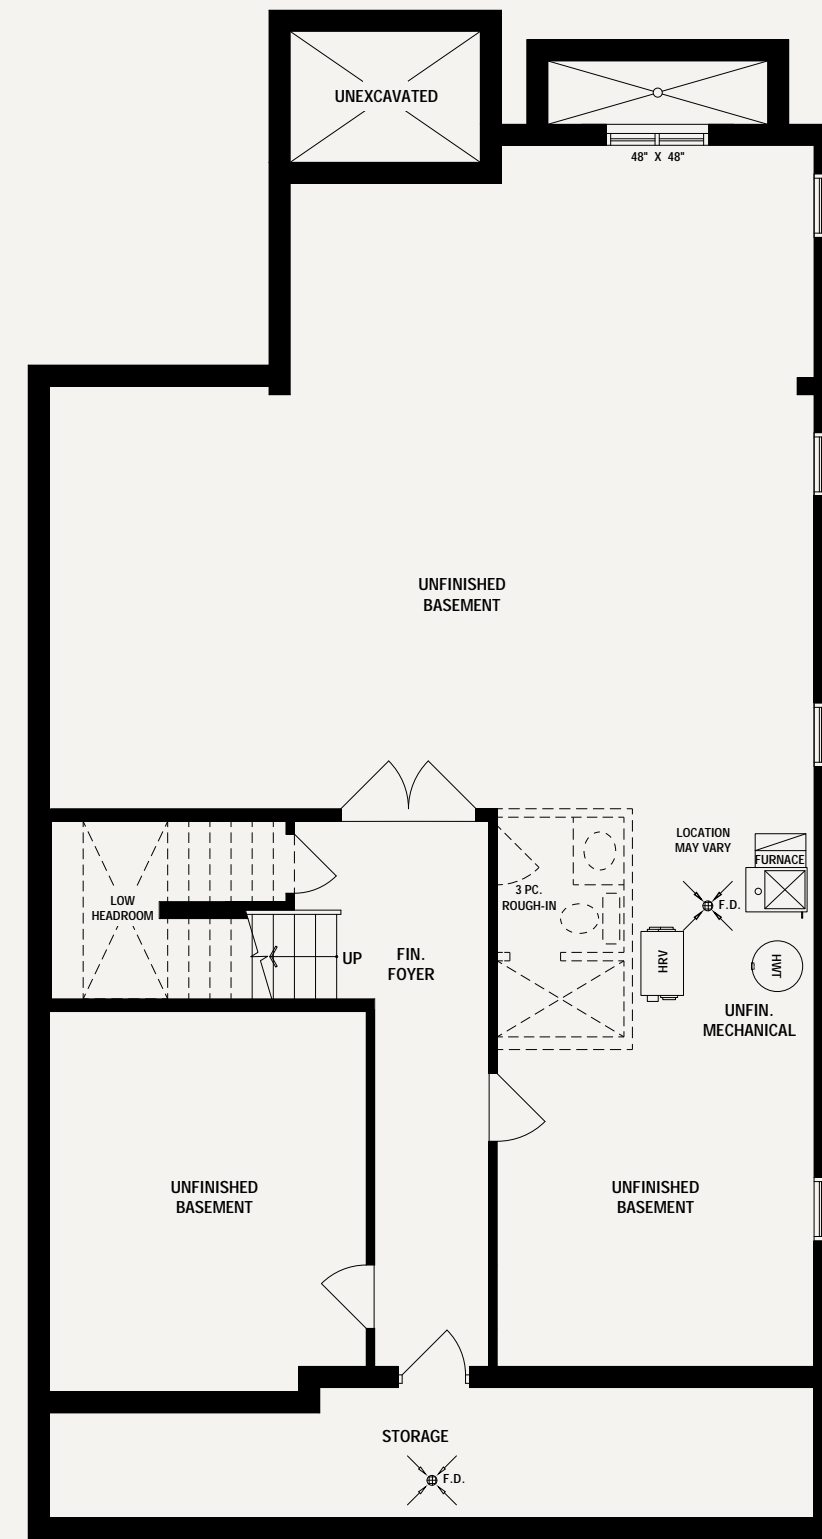 UNEXCAVATED
48" X 48"
UNFINISHED
BASEMENT
LOCATION
MAY VARY
FURNACE
3 PC.
ROUGH-IN
F.D.
LOW
HEADROOM
UP
FIN.
FOYER
HRV
HWT
UNFIN.
MECHANICAL
UNFINISHED
BASEMENT
UNFINISHED
BASEMENT
STORAGE
F.D.